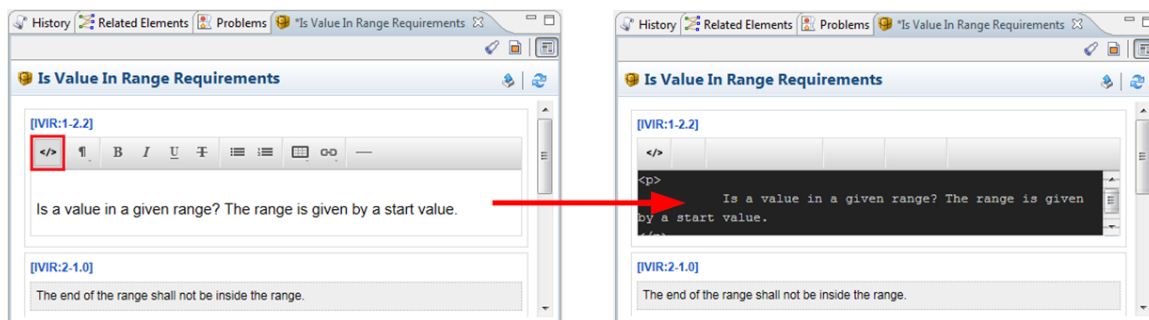 History Related Elements Problems *Is Value In Range Requirements
Is Value In Range Requirements
[IVIR:1-2.2]
</> ¶ B I U T
Is a value in a given range? The range is given by a start value.
[IVIR:2-1.0]
The end of the range shall not be inside the range.
History Related Elements Problems *Is Value In Range Requirements
Is Value In Range Requirements
[IVIR:1-2.2]
</>
<p>
Is a value in a given range? The range is given
by a start value.
</p>
[IVIR:2-1.0]
The end of the range shall not be inside the range.